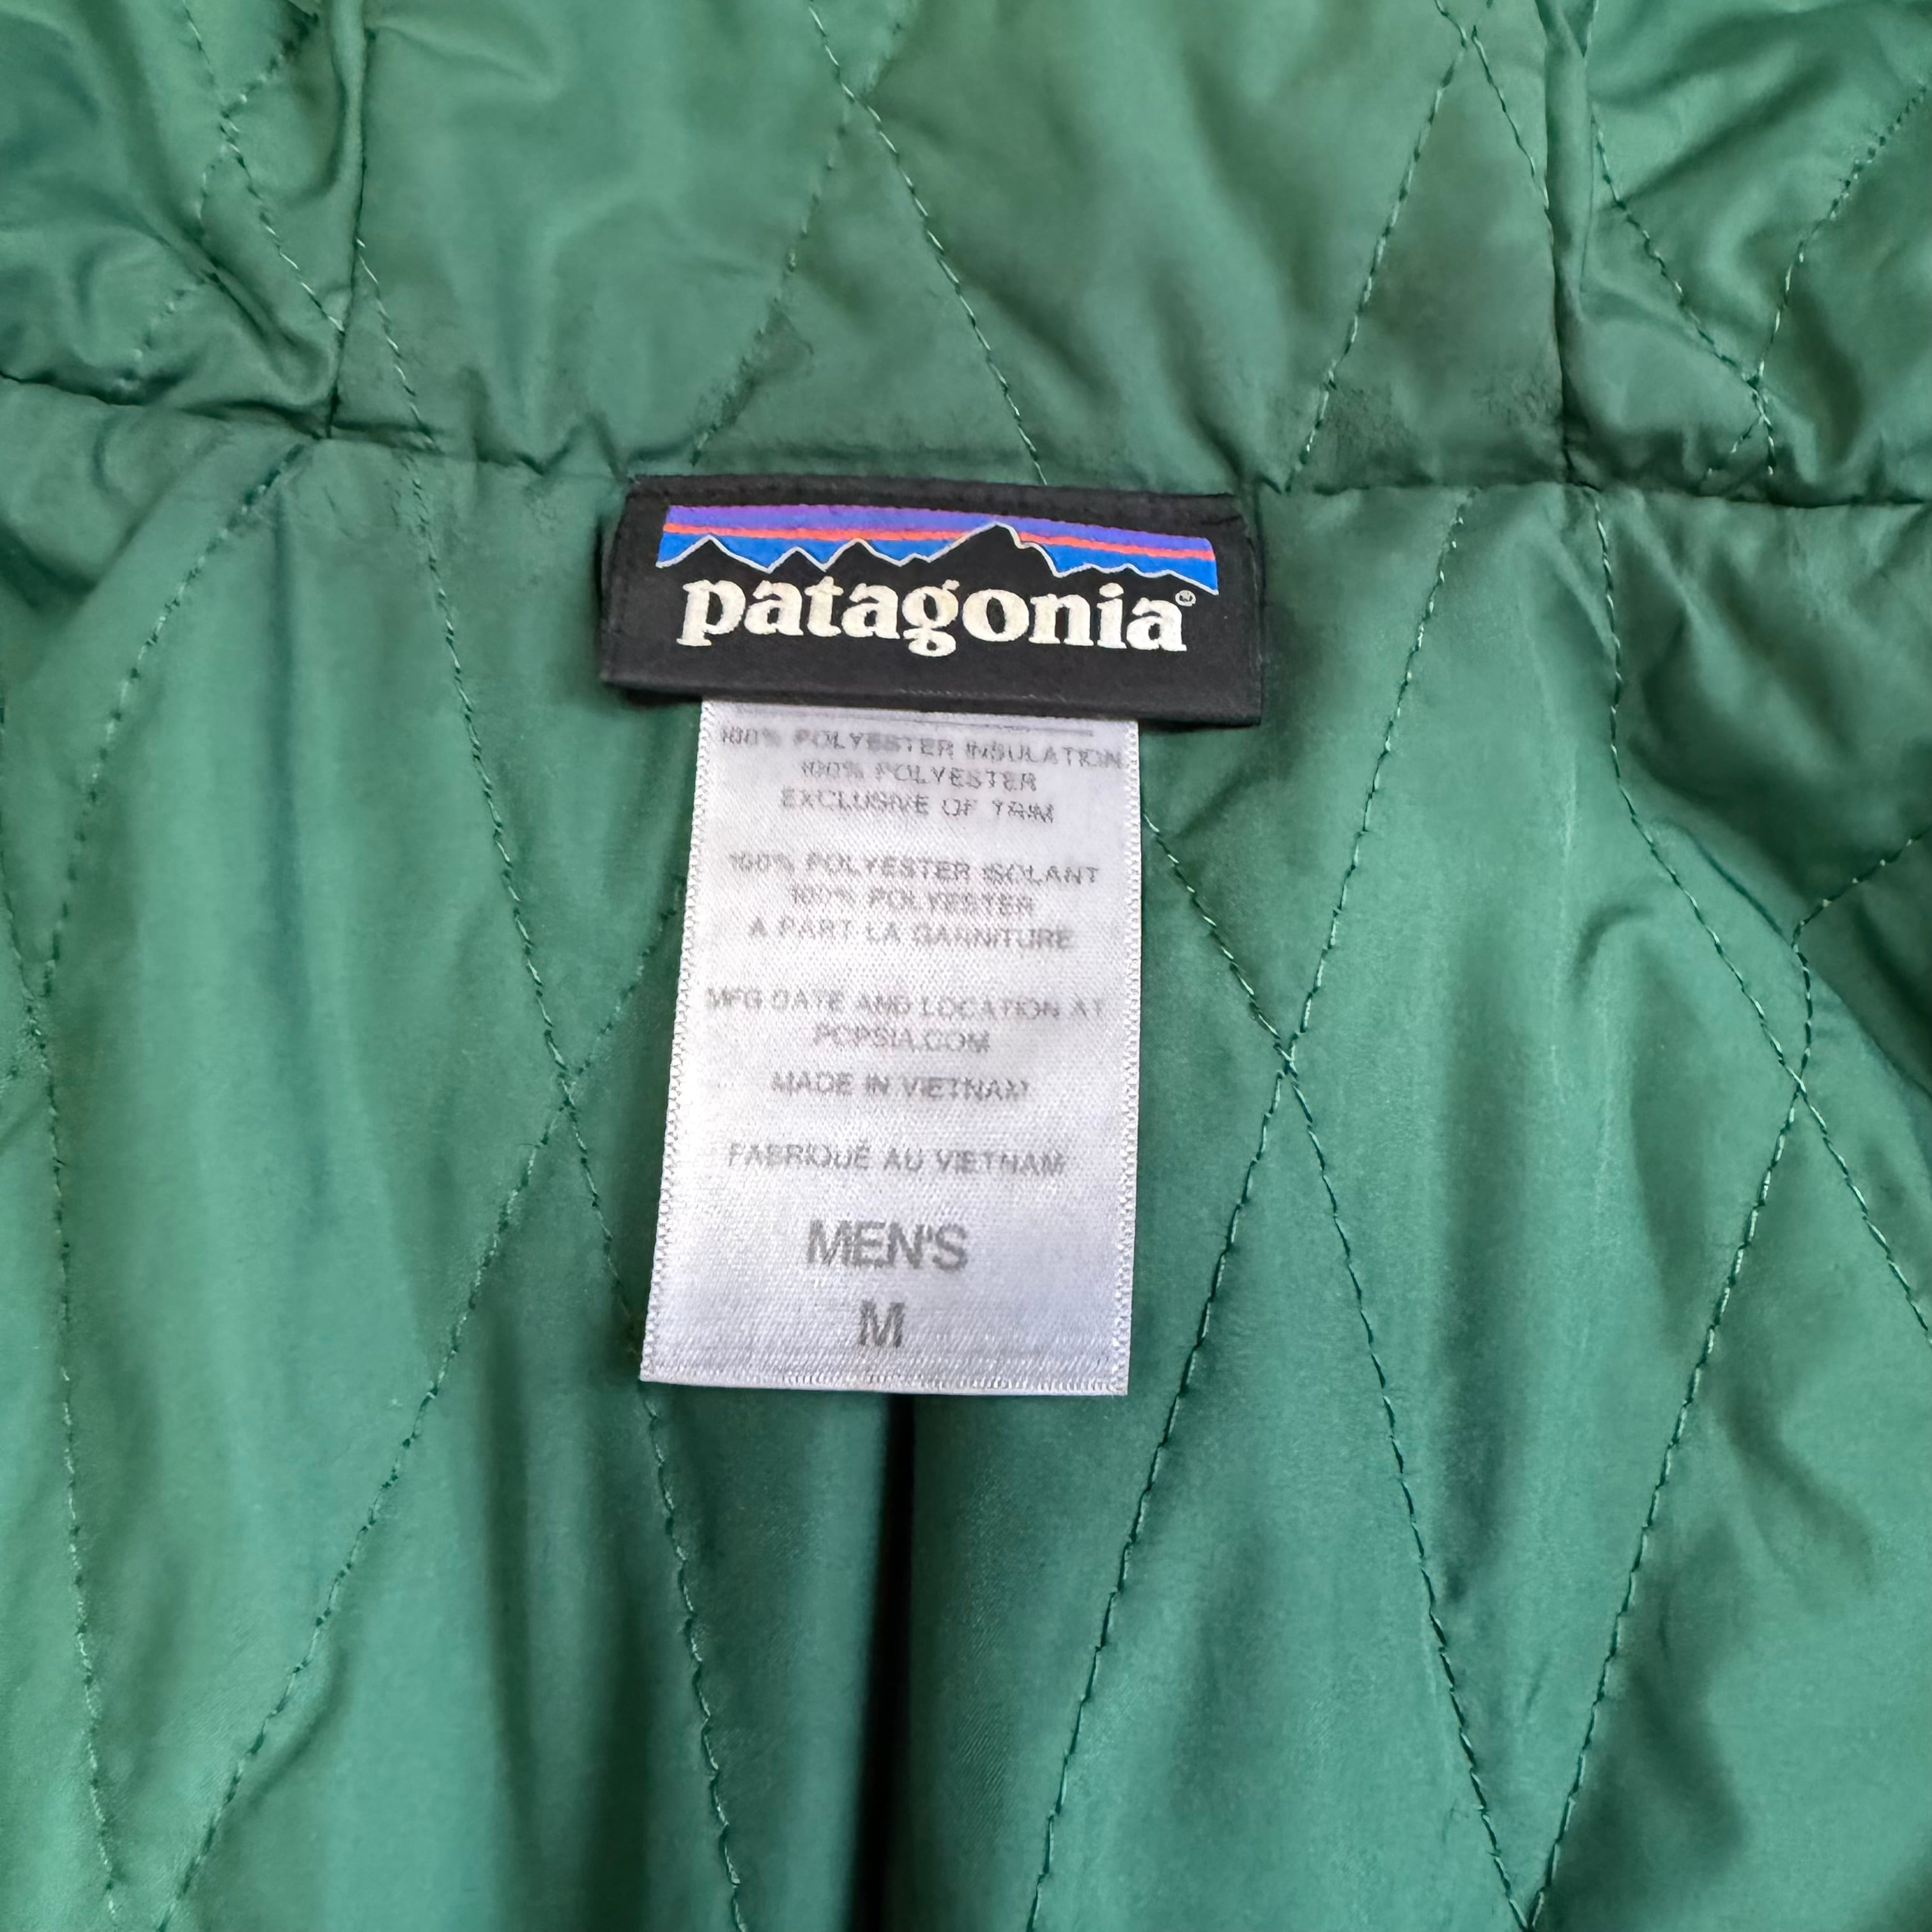 patagonia®
100% POLYESTER INSULATION
100% POLYESTER
EXCLUSIVE OF TRIM
100% POLYESTER ISOLANT
100% POLYESTER
A PART LA GARNITURE
MFG DATE AND LOCATION AT
PCPSIA.COM
MADE IN VIETNAM
FABRIQUÉ AU VIETNAM
MEN'S
M